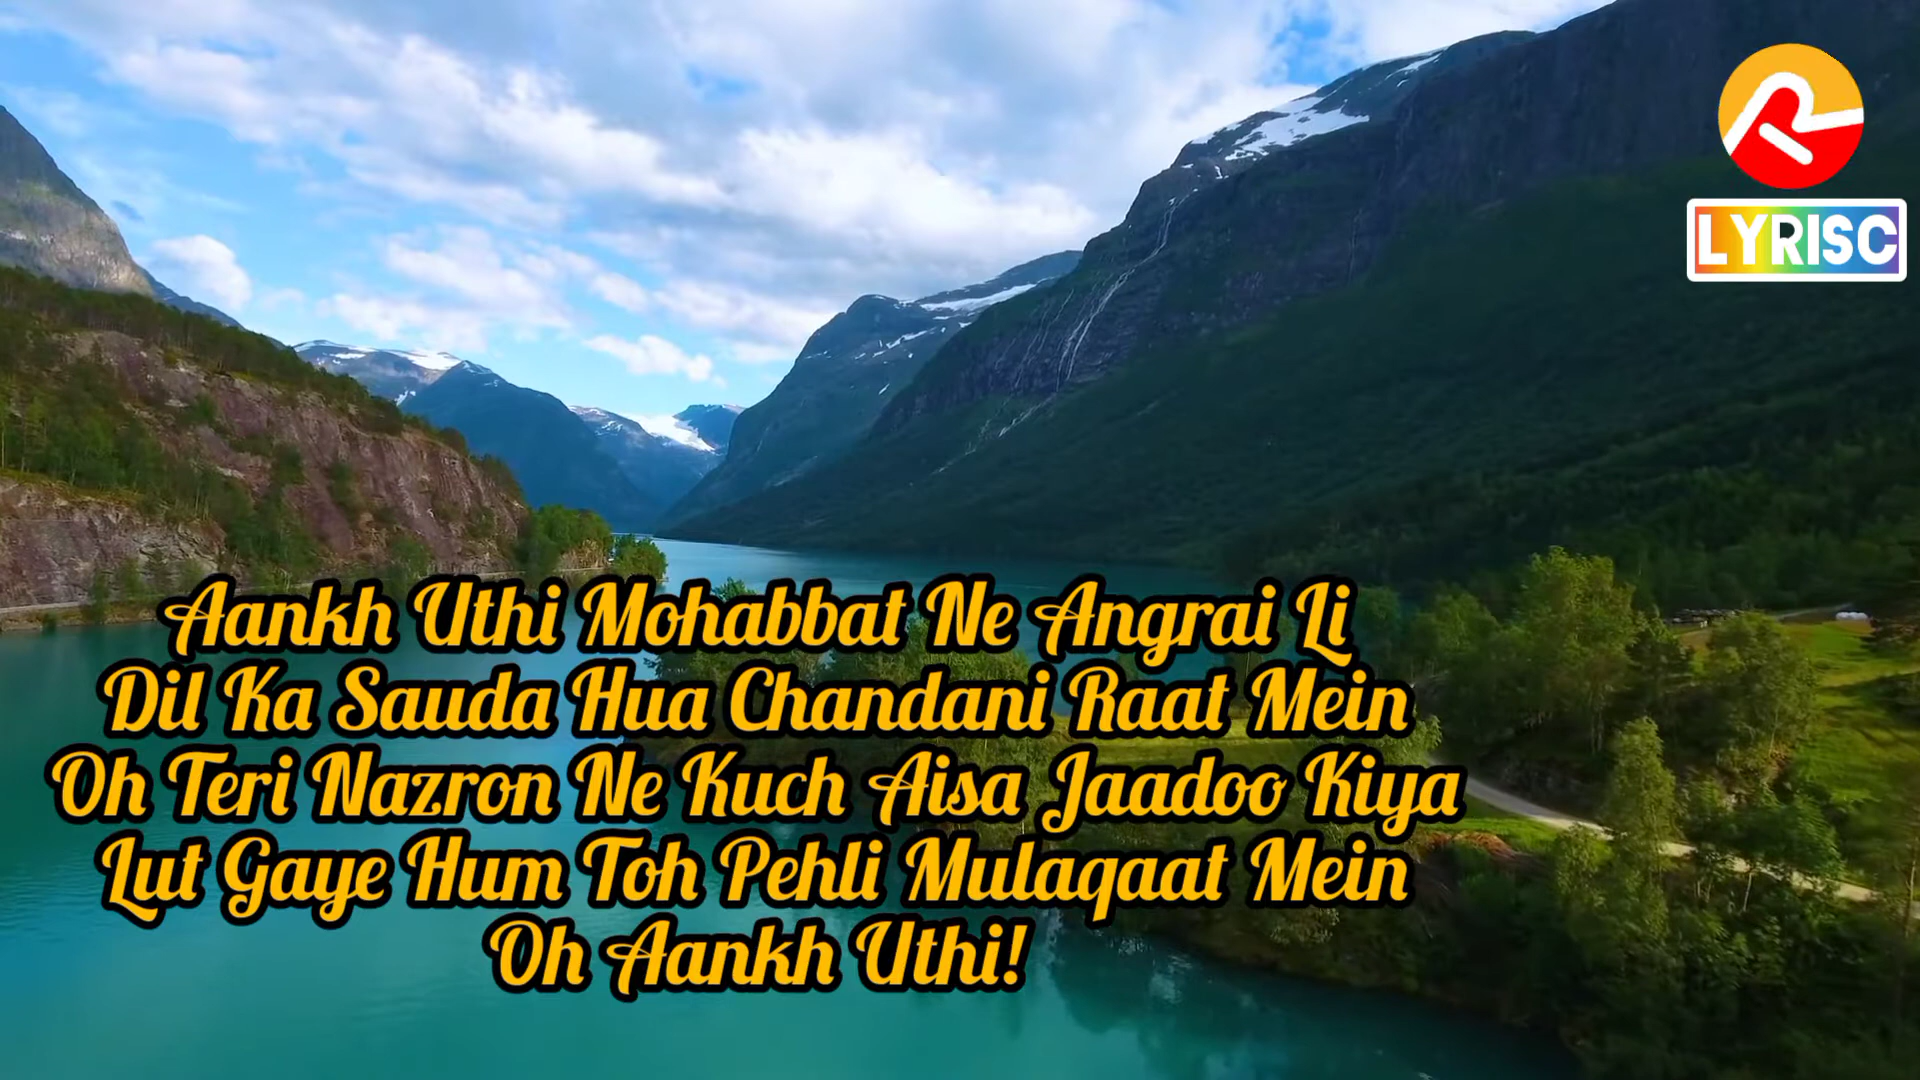 R
LYRISC
Aankh Uthi Mohabbat Ne Angrai Li
Dil Ka Sauda Hua Chandani Raat Mein
Oh Teri Nazron Ne Kuch Aisa Jaadoo Kiya
Lut Gaye Hum Toh Pehli Mulaqaat Mein
Oh Aankh Uthi!